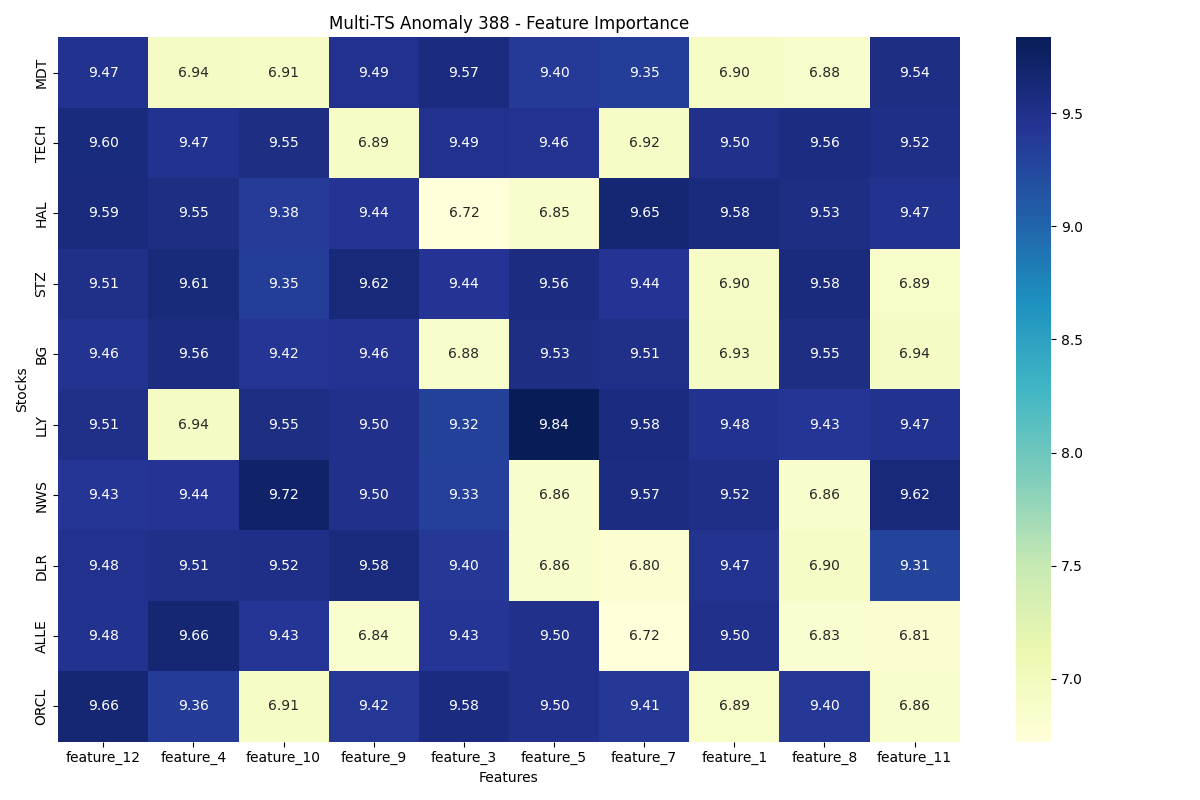 Multi-TS Anomaly 388 - Feature Importance
Stocks
MDT 9.47 6.94 6.91 9.49 9.57 9.40 9.35 6.90 6.88 9.54
TECH 9.60 9.47 9.55 6.89 9.49 9.46 6.92 9.50 9.56 9.52
HAL 9.59 9.55 9.38 9.44 6.72 6.85 9.65 9.58 9.53 9.47
STZ 9.51 9.61 9.35 9.62 9.44 9.56 9.44 6.90 9.58 6.89
BG 9.46 9.56 9.42 9.46 6.88 9.53 9.51 6.93 9.55 6.94
LLY 9.51 6.94 9.55 9.50 9.32 9.84 9.58 9.48 9.43 9.47
NWS 9.43 9.44 9.72 9.50 9.33 6.86 9.57 9.52 6.86 9.62
DLR 9.48 9.51 9.52 9.58 9.40 6.86 6.80 9.47 6.90 9.31
ALLE 9.48 9.66 9.43 6.84 9.43 9.50 6.72 9.50 6.83 6.81
ORCL 9.66 9.36 6.91 9.42 9.58 9.50 9.41 6.89 9.40 6.86
feature_12 feature_4 feature_10 feature_9 feature_3 feature_5 feature_7 feature_1 feature_8 feature_11
Features
9.5
9.0
8.5
8.0
7.5
7.0